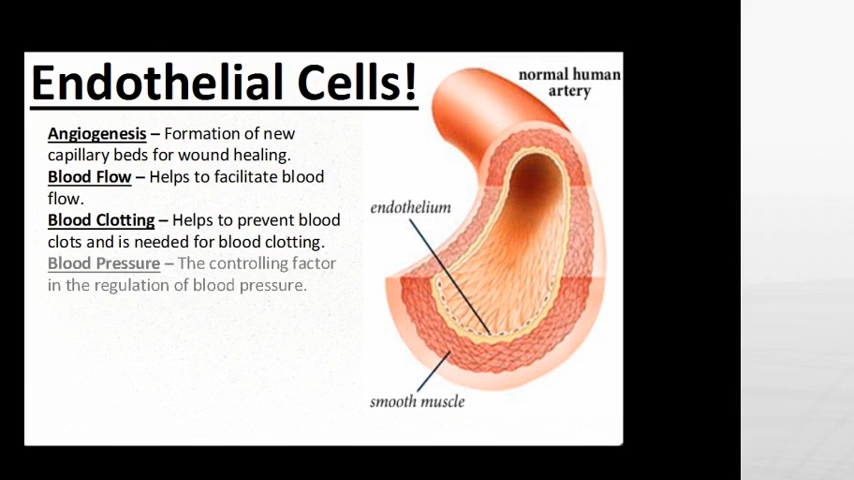 Endothelial Cells!
normal human
artery
Angiogenesis – Formation of new
capillary beds for wound healing.
Blood Flow – Helps to facilitate blood
flow.
Blood Clotting – Helps to prevent blood
clots and is needed for blood clotting.
Blood Pressure – The controlling factor
in the regulation of blood pressure.
endothelium
smooth muscle